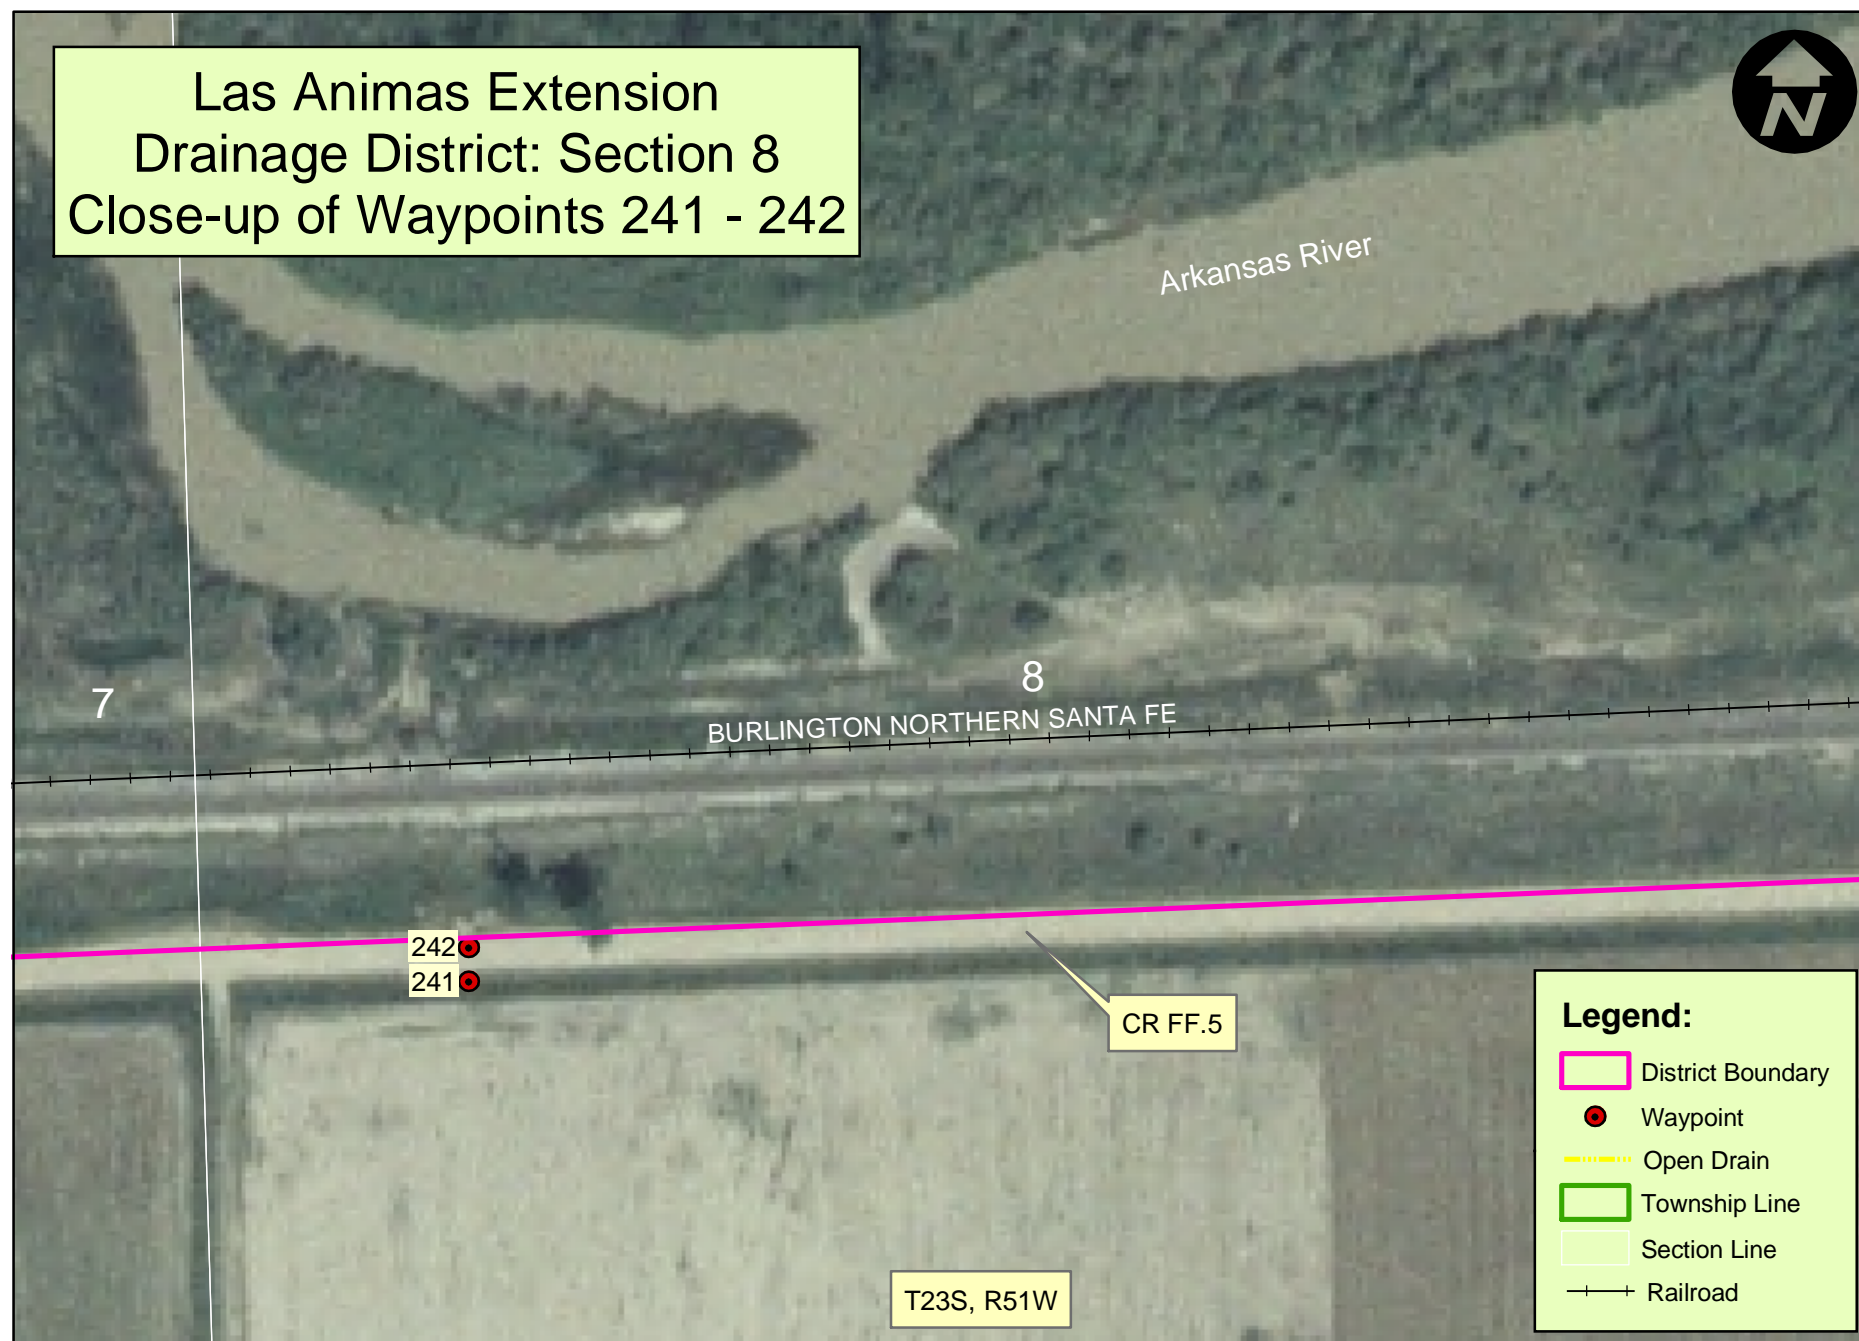 Las Animas Extension
Drainage District: Section 8
Close-up of Waypoints 241 - 242
N
Arkansas River
7
8
BURLINGTON NORTHERN SANTA FE
242
241
CR FF.5
T23S, R51W
Legend:
District Boundary
Waypoint
Open Drain
Township Line
Section Line
Railroad